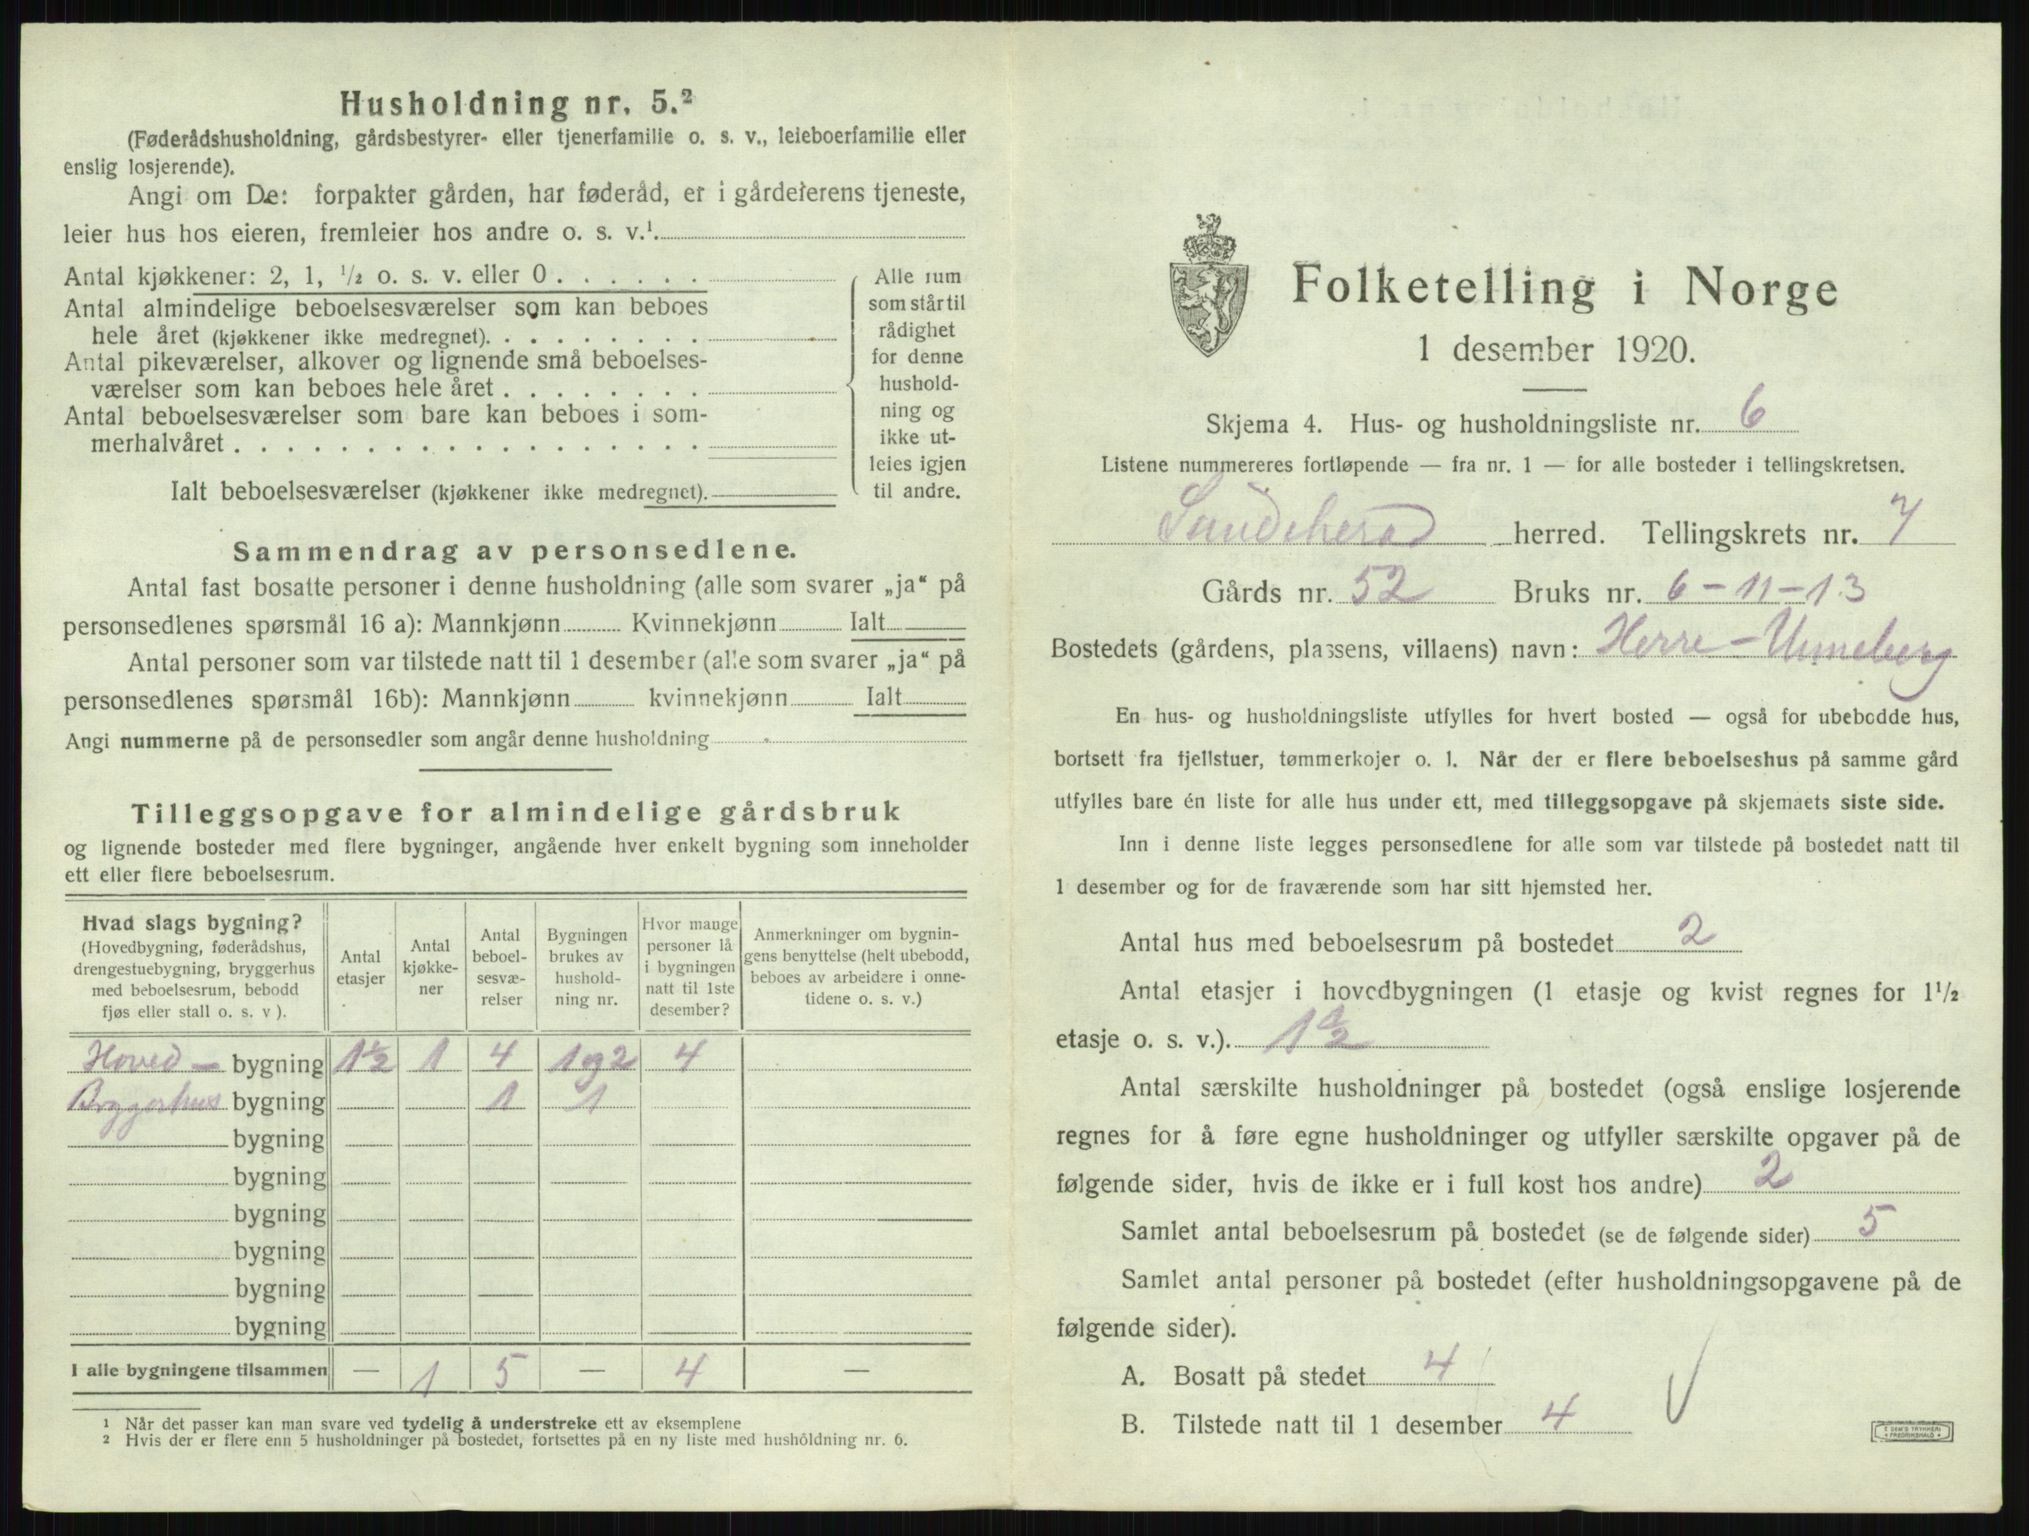 Husholdning nr. 5.²
(Føderådshusholdning, gårdsbestyrer- eller tjenerfamilie o. s. v., leieboerfamilie eller
enslig losjerende).
Angi om De: forpakter gården, har føderåd, er i gårdeierens tjeneste,
leier hus hos eieren, fremleier hos andre o. s. v.¹
Antal kjøkkener: 2, 1, ½ o. s. v. eller 0
Antal almindelige beboelsesværelser som kan beboes
hele året (kjøkkener ikke medregnet)
Antal pikeværelser, alkover og lignende små beboelses-
værelser som kan beboes hele året
Antal beboelsesværelser som bare kan beboes i som-
merhalvåret
Ialt beboelsesværelser (kjøkkener ikke medregnet)
Alle rum
som står til
rådighet
for denne
hushold-
ning og
ikke ut-
leies igjen
til andre.
Sammendrag av personsedlene.
Antal fast bosatte personer i denne husholdning (alle som svarer „ja“ på
personsedlenes spørsmål 16 a): Mannkjønn Kvinnekjønn Ialt
Antal personer som var tilstede natt til 1 desember (alle som svarer „ja“ på
personsedlenes spørsmål 16b): Mannkjønn kvinnekjønn Ialt
Angi nummerne på de personsedler som angår denne husholdning
Tilleggsopgave for almindelige gårdsbruk
og lignende bosteder med flere bygninger, angående hver enkelt bygning som inneholder
ett eller flere beboelsesrum.
Hvad slags bygning?
(Hovedbygning, føderådshus,
drengestuebygning, bryggerhus
med beboelsesrum, bebodd
fjøs eller stall o. s. v ).
Antal
etasjer
Antal
kjøkke-
ner
Antal
beboel-
sesvæ-
relser
Bygningen
brukes av
hushold-
ning nr.
Hvor mange
personer lå
i bygningen
natt til 1ste
desember?
Anmerkninger om bygnin-
gens benyttelse (helt ubebodd,
beboes av arbeidere i onne-
tidene o. s. v.)
Hoved- bygning 1½ 1 4 1 og 2 4
Bryggerhus bygning 1 1
bygning
bygning
bygning
bygning
bygning
bygning
I alle bygningene tilsammen — 1 5 — 4 —
¹ Når det passer kan man svare ved tydelig å understreke ett av eksemplene
² Hvis der er flere enn 5 husholdninger på bostedet, fortsettes på en ny liste med husholdning nr. 6.
Folketelling i Norge
1 desember 1920.
Skjema 4. Hus- og husholdningsliste nr. 6
Listene nummereres fortløpende — fra nr. 1 — for alle bosteder i tellingskretsen.
Sandeherad herred. Tellingskrets nr. 7
Gårds nr. 52 Bruks nr. 6-11-13
Bostedets (gårdens, plassens, villaens) navn: Herre-Unneberg
En hus- og husholdningsliste utfylles for hvert bosted — også for ubebodde hus,
bortsett fra fjellstuer, tømmerkojer o. l. Når der er flere beboelseshus på samme gård
utfylles bare én liste for alle hus under ett, med tilleggsopgave på skjemaets siste side.
Inn i denne liste legges personsedlene for alle som var tilstede på bostedet natt til
1 desember og for de fraværende som har sitt hjemsted her.
Antal hus med beboelsesrum på bostedet 2
Antal etasjer i hovedbygningen (1 etasje og kvist regnes for 1½
etasje o. s. v.). 1½
Antal særskilte husholdninger på bostedet (også enslige losjerende
regnes for å føre egne husholdninger og utfyller særskilte opgaver på de
følgende sider, hvis de ikke er i full kost hos andre) 2
Samlet antal beboelsesrum på bostedet (se de følgende sider) 5
Samlet antal personer på bostedet (efter husholdningsopgavene på de
følgende sider).
A. Bosatt på stedet 4
B. Tilstede natt til 1 desember 4